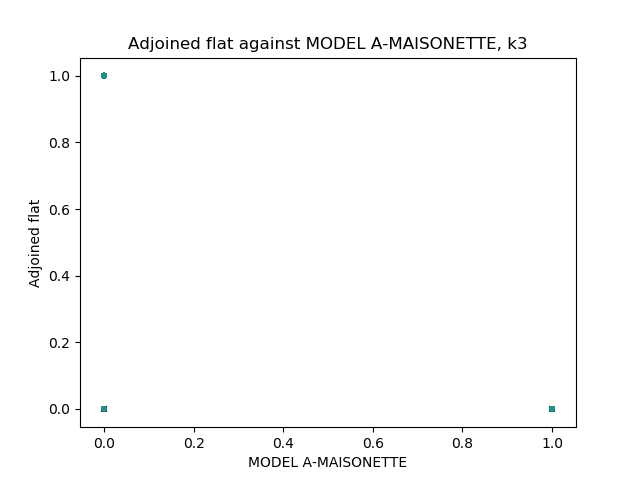 Adjoined flat against MODEL A-MAISONETTE, k3
1.0
0.8
0.6
0.4
0.2
0.0
Adjoined flat
0.0 0.2 0.4 0.6 0.8 1.0
MODEL A-MAISONETTE